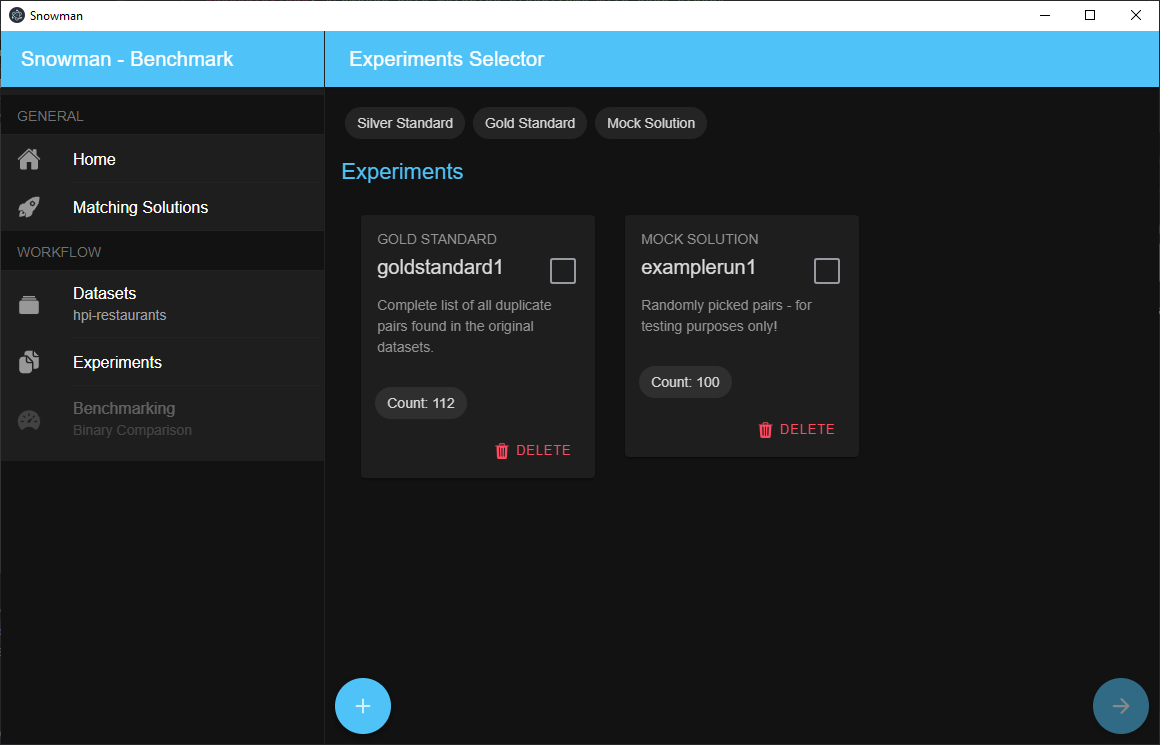 Snowman
Snowman - Benchmark
Experiments Selector
GENERAL
Home
Matching Solutions
WORKFLOW
Datasets
hpi-restaurants
Experiments
Benchmarking
Binary Comparison
Silver Standard
Gold Standard
Mock Solution
Experiments
GOLD STANDARD
goldstandard1
Complete list of all duplicate
pairs found in the original
datasets.
Count: 112
DELETE
MOCK SOLUTION
examplerun1
Randomly picked pairs - for
testing purposes only!
Count: 100
DELETE